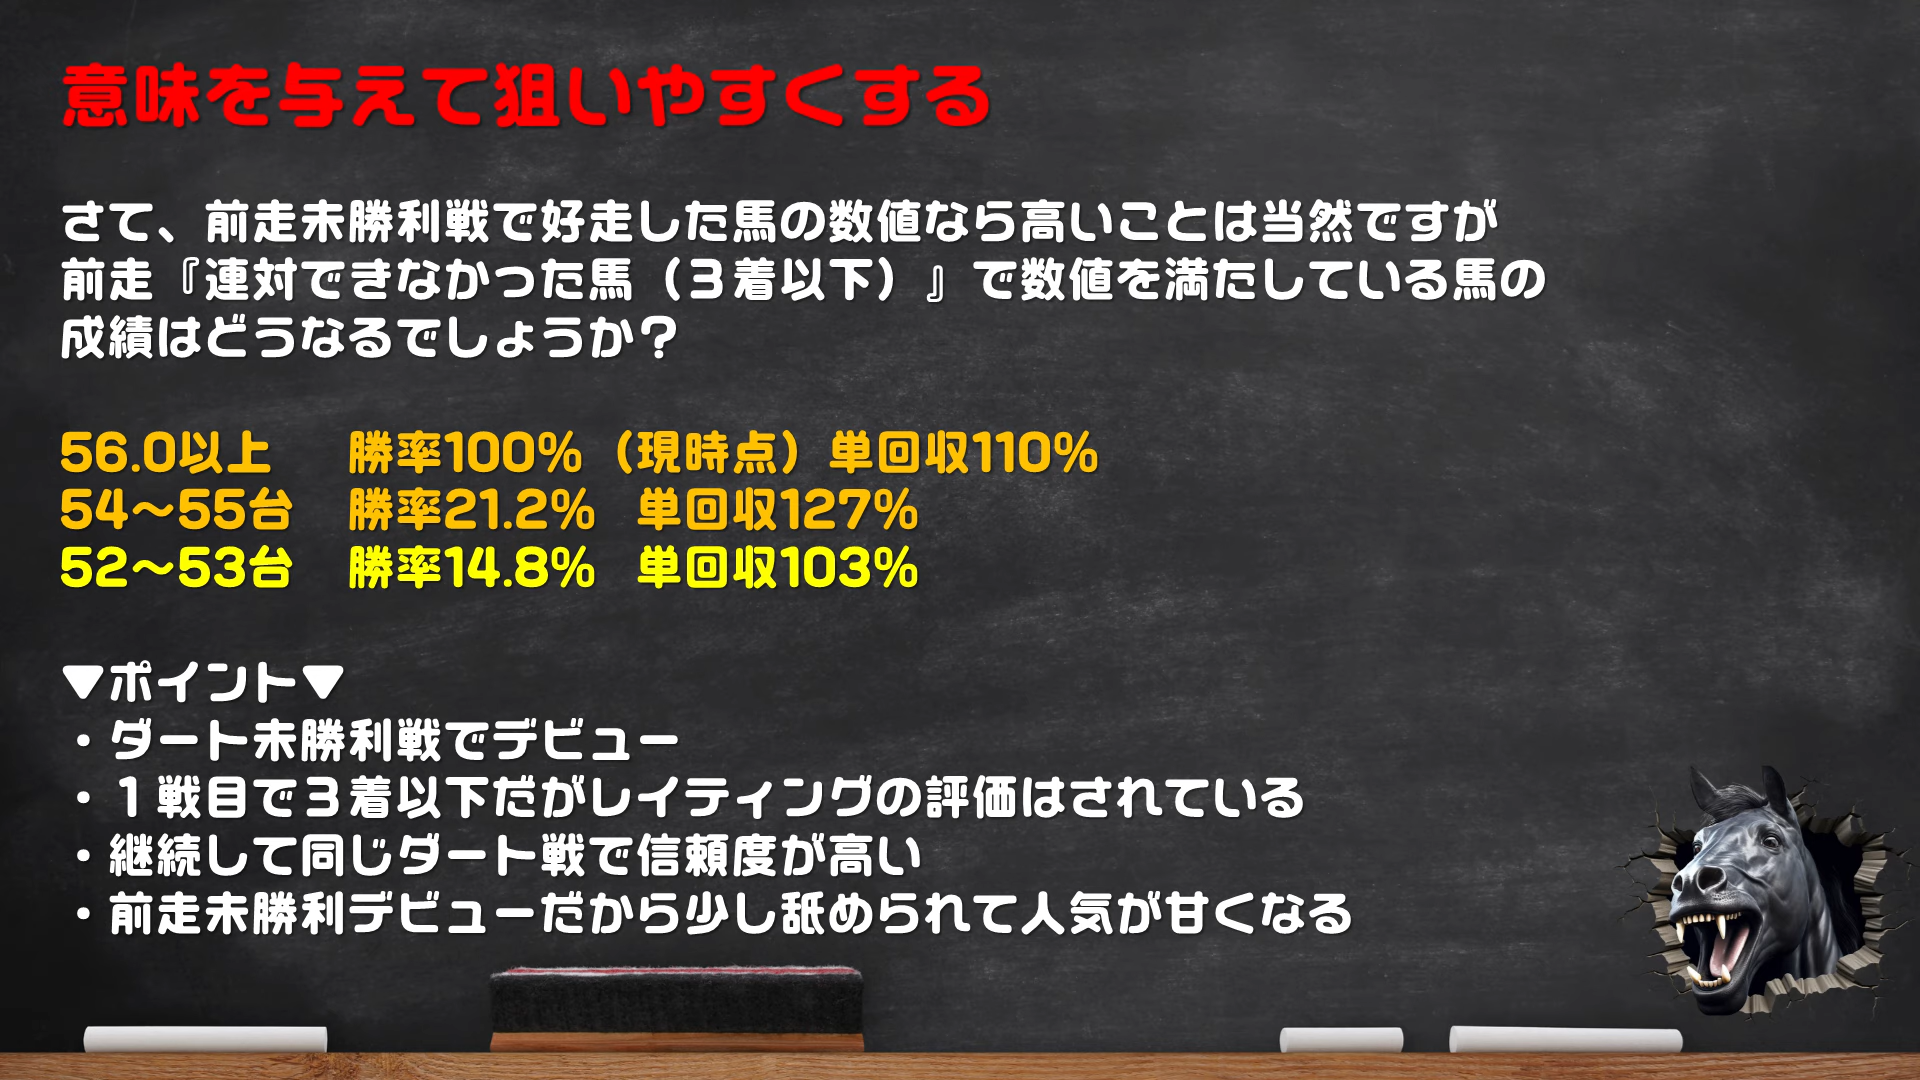 意味を与えて狙いやすくする
さて、前走未勝利戦で好走した馬の数値なら高いことは当然ですが
前走『連対できなかった馬（３着以下）』で数値を満たしている馬の
成績はどうなるでしょうか？
56.0以上　勝率100%（現時点）単回収110%
54～55台　勝率21.2%　単回収127%
52～53台　勝率14.8%　単回収103%
▼ポイント▼
・ダート未勝利戦でデビュー
・１戦目で３着以下だがレイティングの評価はされている
・継続して同じダート戦で信頼度が高い
・前走未勝利デビューだから少し舐められて人気が甘くなる